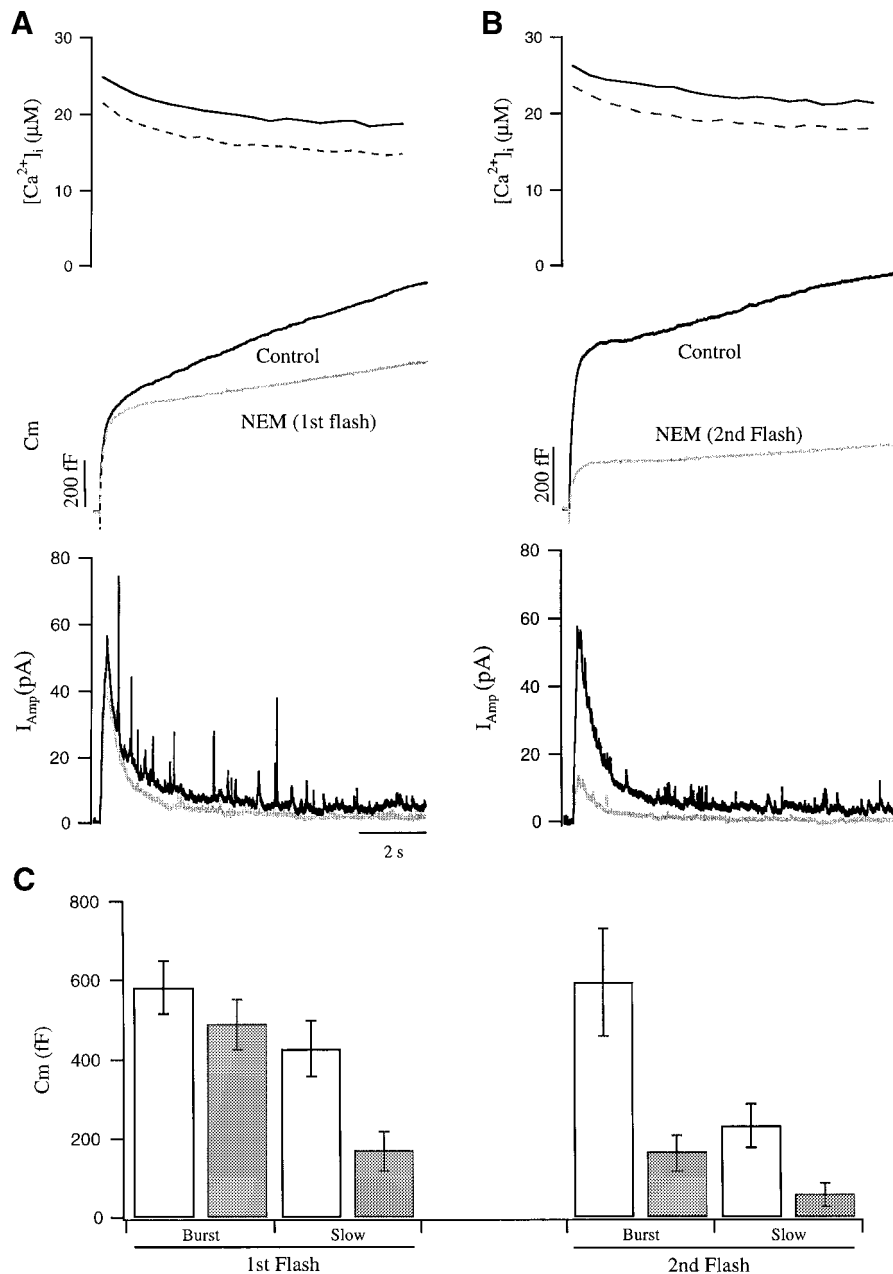 A
30
20
10
0
[Ca2+]i (μM)
Control
NEM (1st flash)
Cm
200 fF
80
60
40
20
0
IAmp(pA)
2 s
B
30
20
10
0
[Ca2+]i (μM)
Control
NEM (2nd Flash)
200 fF
80
60
40
20
0
IAmp(pA)
C
800
600
400
200
0
Cm (fF)
Burst
Slow
1st Flash
Burst
Slow
2nd Flash